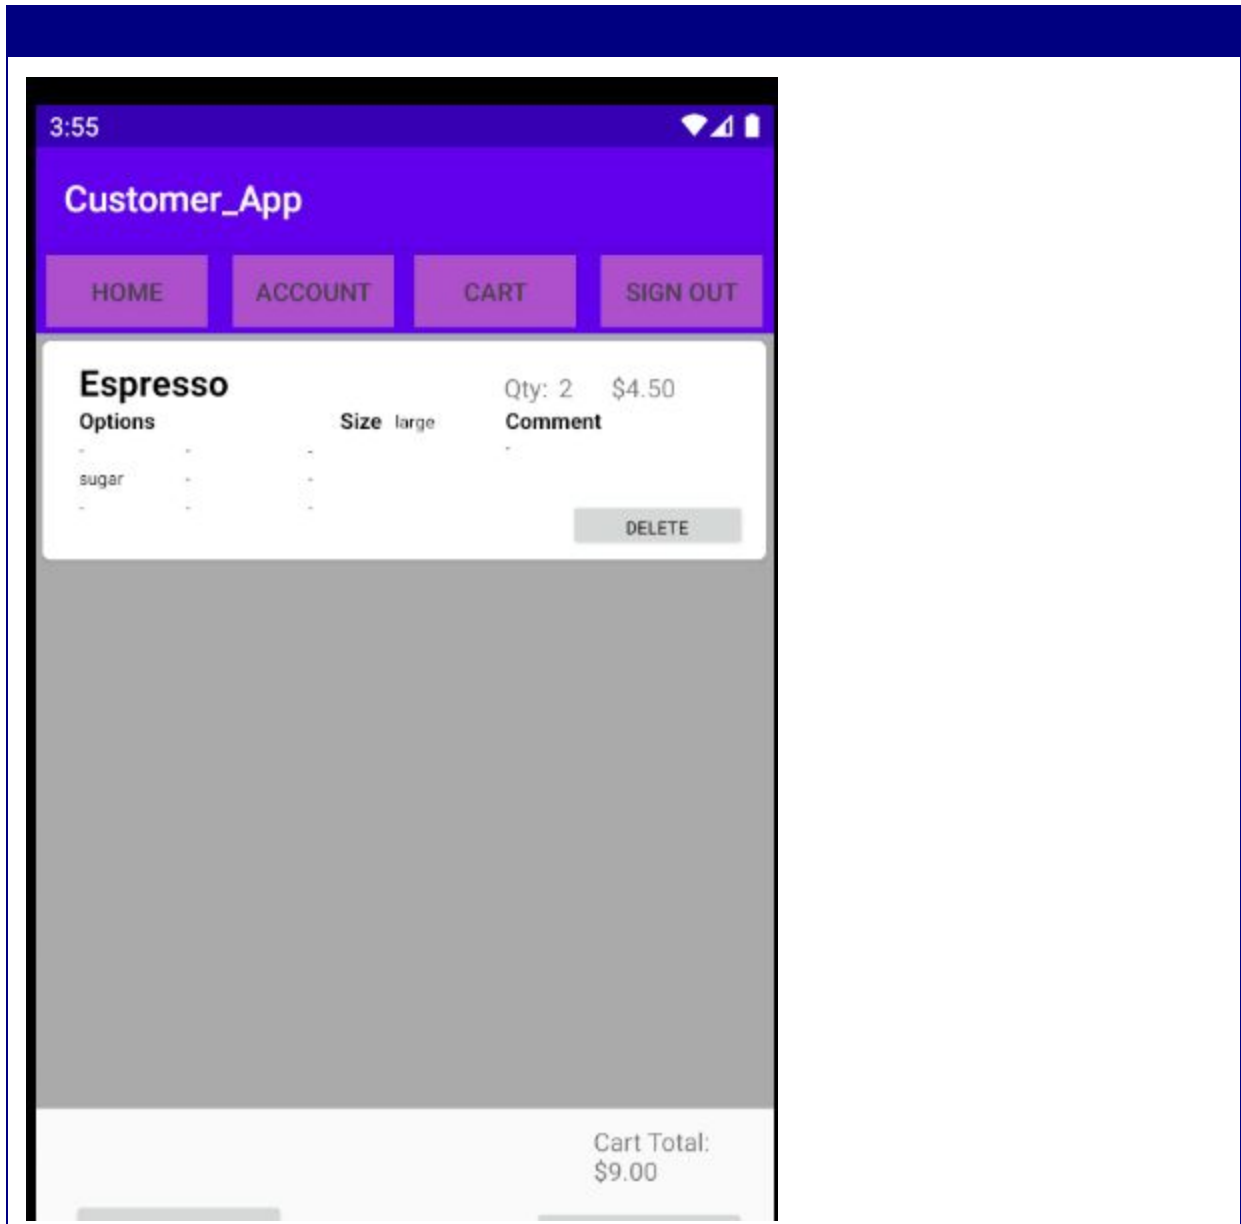 3:55
Customer_App
HOME ACCOUNT CART SIGN OUT
Espresso Qty: 2 $4.50
Options Size large Comment
- - - -
sugar - -
- - -
DELETE
Cart Total:
$9.00